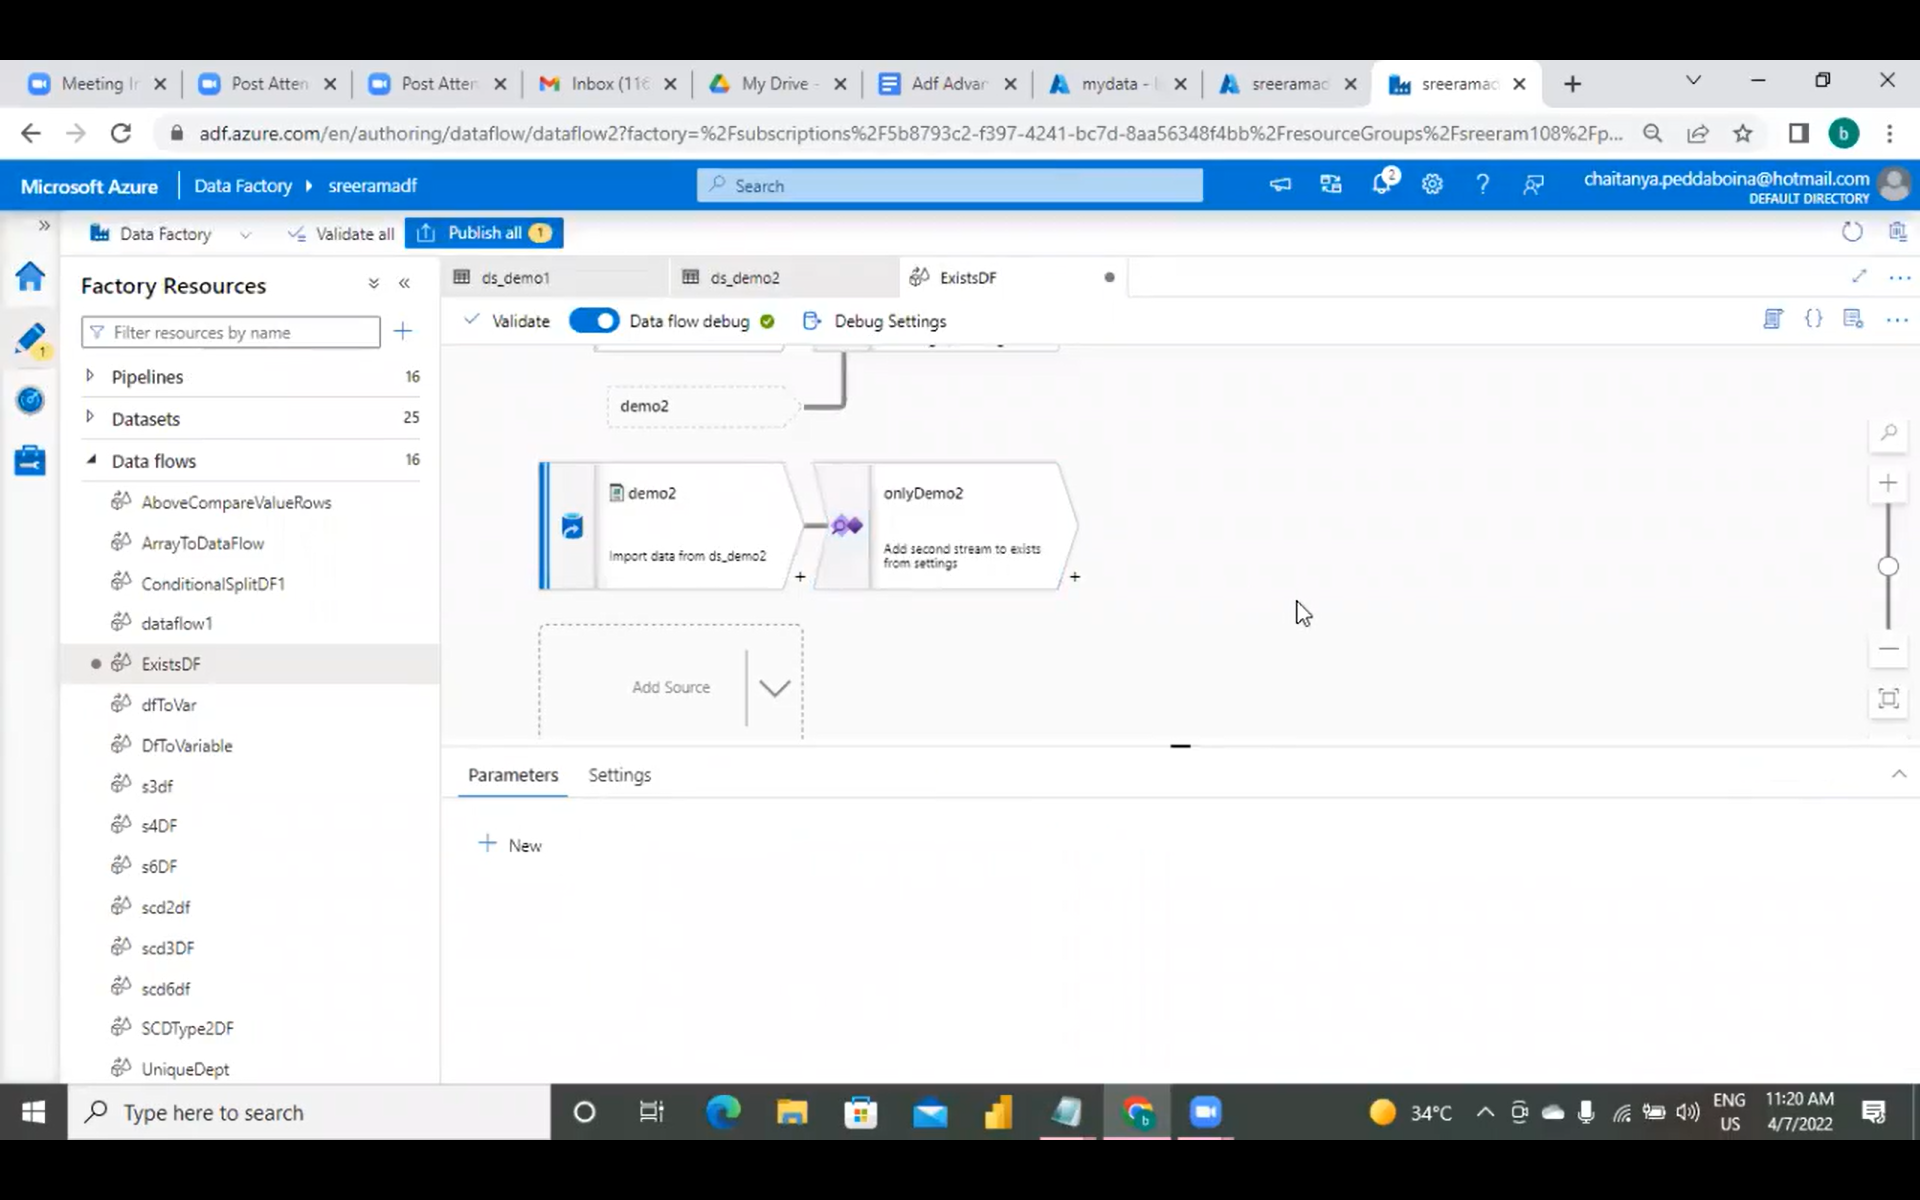 Meeting In
Post Atten
Post Atten
Inbox (116
My Drive -
Adf Advan
mydata -
sreeramad
sreeramad
adf.azure.com/en/authoring/dataflow/dataflow2?factory=%2Fsubscriptions%2F5b8793c2-f397-4241-bc7d-8aa56348f4bb%2FresourceGroups%2Fsreeram108%2Fp...
b
Microsoft Azure
Data Factory
sreeramadf
Search
2
chaitanya.peddaboina@hotmail.com
DEFAULT DIRECTORY
Data Factory
Validate all
Publish all 1
Factory Resources
ds_demo1
ds_demo2
ExistsDF
Filter resources by name
Validate
Data flow debug
Debug Settings
1
Pipelines 16
Datasets 25
Data flows 16
AboveCompareValueRows
ArrayToDataFlow
ConditionalSplitDF1
dataflow1
ExistsDF
dfToVar
DfToVariable
s3df
s4DF
s6DF
scd2df
scd3DF
scd6df
SCDType2DF
UniqueDept
demo2
demo2
Import data from ds_demo2
+
onlyDemo2
Add second stream to exists
from settings
+
Add Source
Parameters
Settings
New
Type here to search
34°C
ENG
US
11:20 AM
4/7/2022